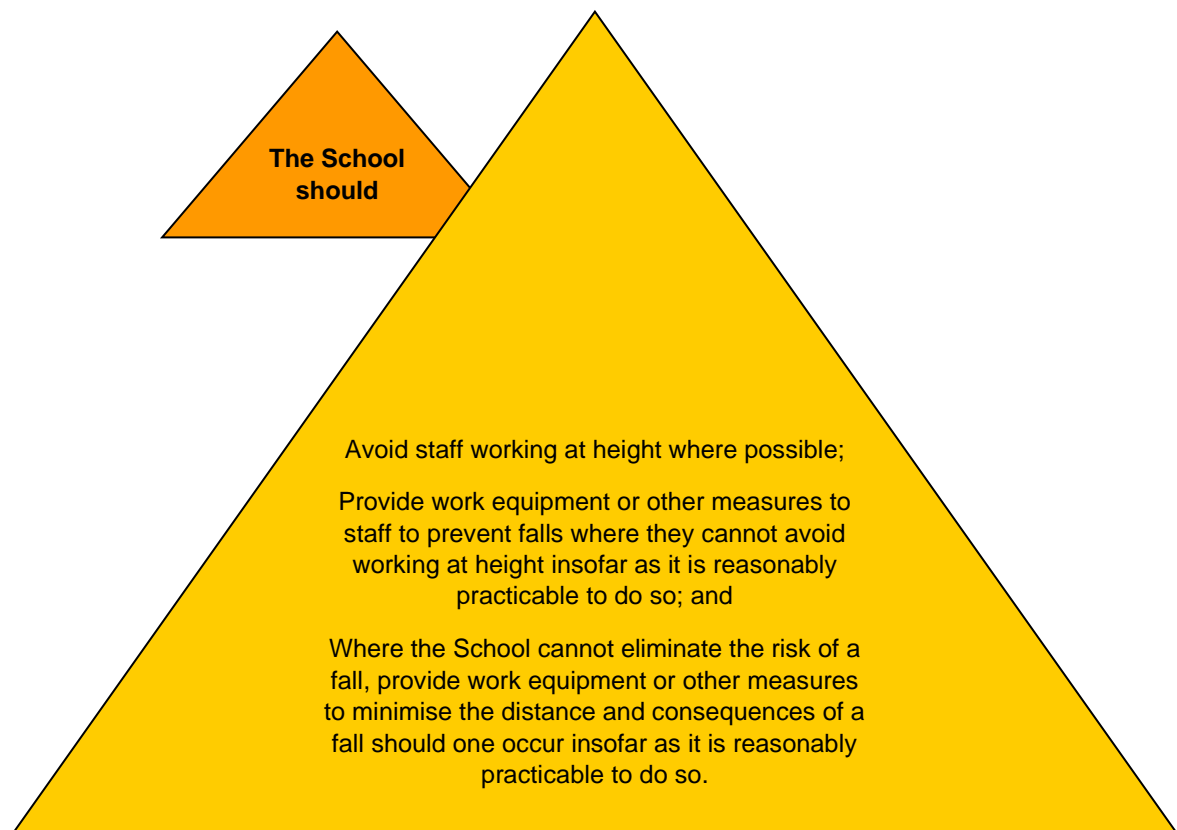 The School
should
Avoid staff working at height where possible;
Provide work equipment or other measures to
staff to prevent falls where they cannot avoid
working at height insofar as it is reasonably
practicable to do so; and
Where the School cannot eliminate the risk of a
fall, provide work equipment or other measures
to minimise the distance and consequences of a
fall should one occur insofar as it is reasonably
practicable to do so.